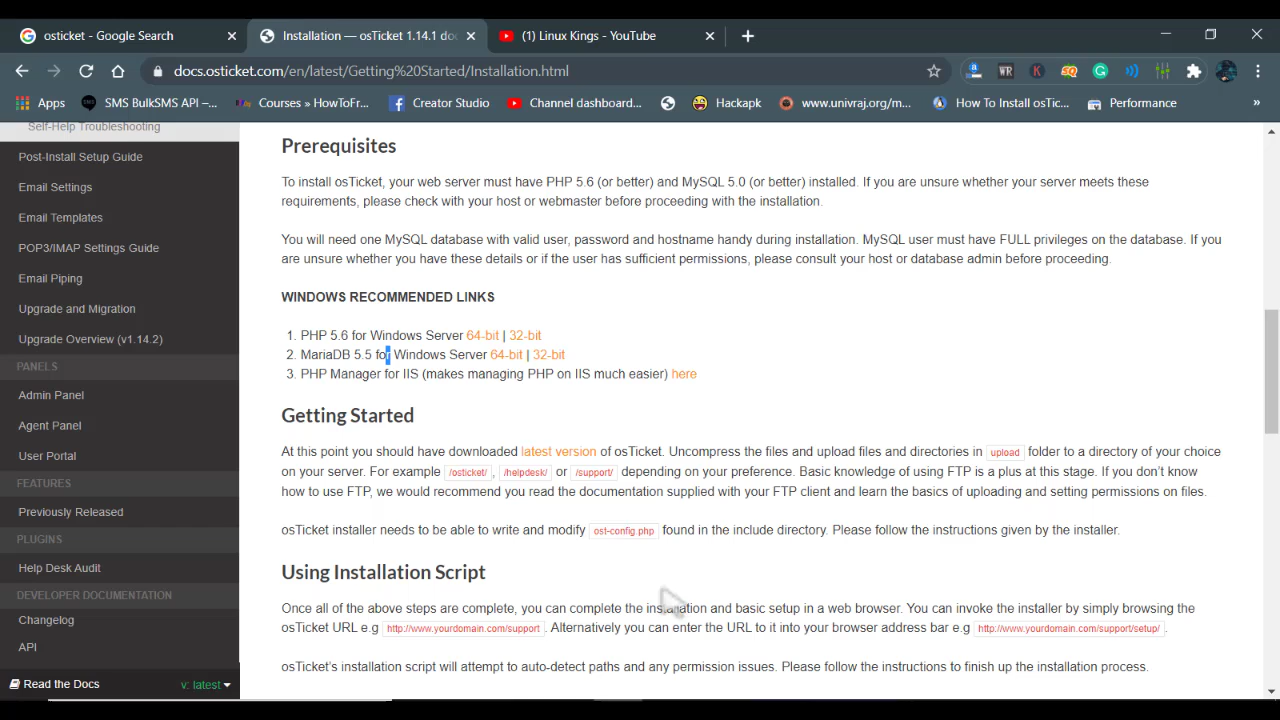 osticket - Google Search
Installation — osTicket 1.14.1 doc
(1) Linux Kings - YouTube
docs.osticket.com/en/latest/Getting%20Started/Installation.html
Apps
SMS BulkSMS API –...
Courses » HowToFr...
Creator Studio
Channel dashboard...
Hackapk
www.univraj.org/m...
How To Install osTic...
Performance
»
Self-Help Troubleshooting
Post-Install Setup Guide
Email Settings
Email Templates
POP3/IMAP Settings Guide
Email Piping
Upgrade and Migration
Upgrade Overview (v1.14.2)
PANELS
Admin Panel
Agent Panel
User Portal
FEATURES
Previously Released
PLUGINS
Help Desk Audit
DEVELOPER DOCUMENTATION
Changelog
API
Read the Docs
v: latest
Prerequisites
To install osTicket, your web server must have PHP 5.6 (or better) and MySQL 5.0 (or better) installed. If you are unsure whether your server meets these
requirements, please check with your host or webmaster before proceeding with the installation.
You will need one MySQL database with valid user, password and hostname handy during installation. MySQL user must have FULL privileges on the database. If you
are unsure whether you have these details or if the user has sufficient permissions, please consult your host or database admin before proceeding.
WINDOWS RECOMMENDED LINKS
1. PHP 5.6 for Windows Server 64-bit | 32-bit
2. MariaDB 5.5 for Windows Server 64-bit | 32-bit
3. PHP Manager for IIS (makes managing PHP on IIS much easier) here
Getting Started
At this point you should have downloaded latest version of osTicket. Uncompress the files and upload files and directories in upload folder to a directory of your choice
on your server. For example /osticket/, /helpdesk/ or /support/ depending on your preference. Basic knowledge of using FTP is a plus at this stage. If you don't know
how to use FTP, we would recommend you read the documentation supplied with your FTP client and learn the basics of uploading and setting permissions on files.
osTicket installer needs to be able to write and modify ost-config.php found in the include directory. Please follow the instructions given by the installer.
Using Installation Script
Once all of the above steps are complete, you can complete the installation and basic setup in a web browser. You can invoke the installer by simply browsing the
osTicket URL e.g http://www.yourdomain.com/support . Alternatively you can enter the URL to it into your browser address bar e.g http://www.yourdomain.com/support/setup/ .
osTicket's installation script will attempt to auto-detect paths and any permission issues. Please follow the instructions to finish up the installation process.